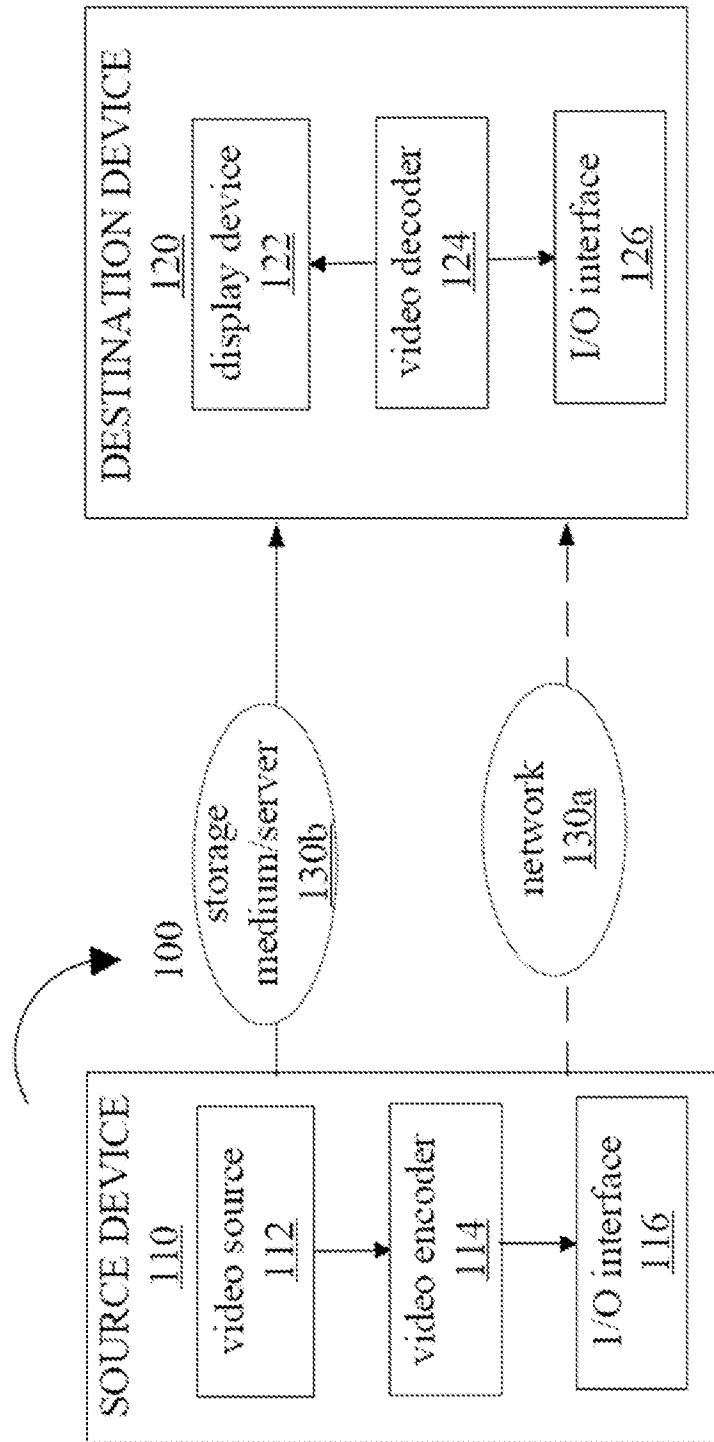 SOURCE DEVICE
110
video source
112
video encoder
114
I/O interface
116
100
storage
medium/server
130b
network
130a
DESTINATION DEVICE
120
display device
122
video decoder
124
I/O interface
126